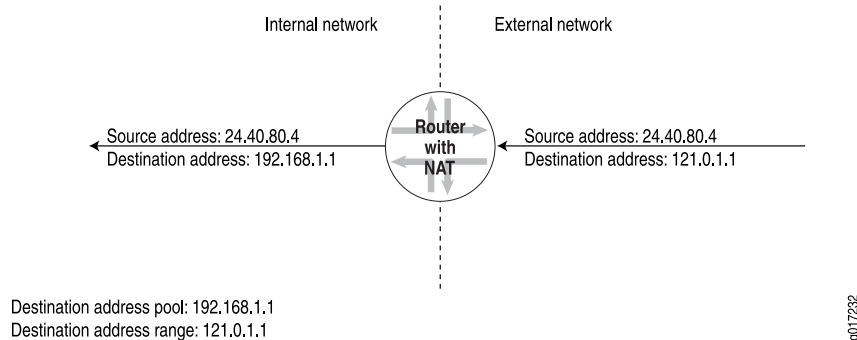 Internal network
External network
Source address: 24.40.80.4
Destination address: 192.168.1.1
Router
with
NAT
Source address: 24.40.80.4
Destination address: 121.0.1.1
Destination address pool: 192.168.1.1
Destination address range: 121.0.1.1
g017232